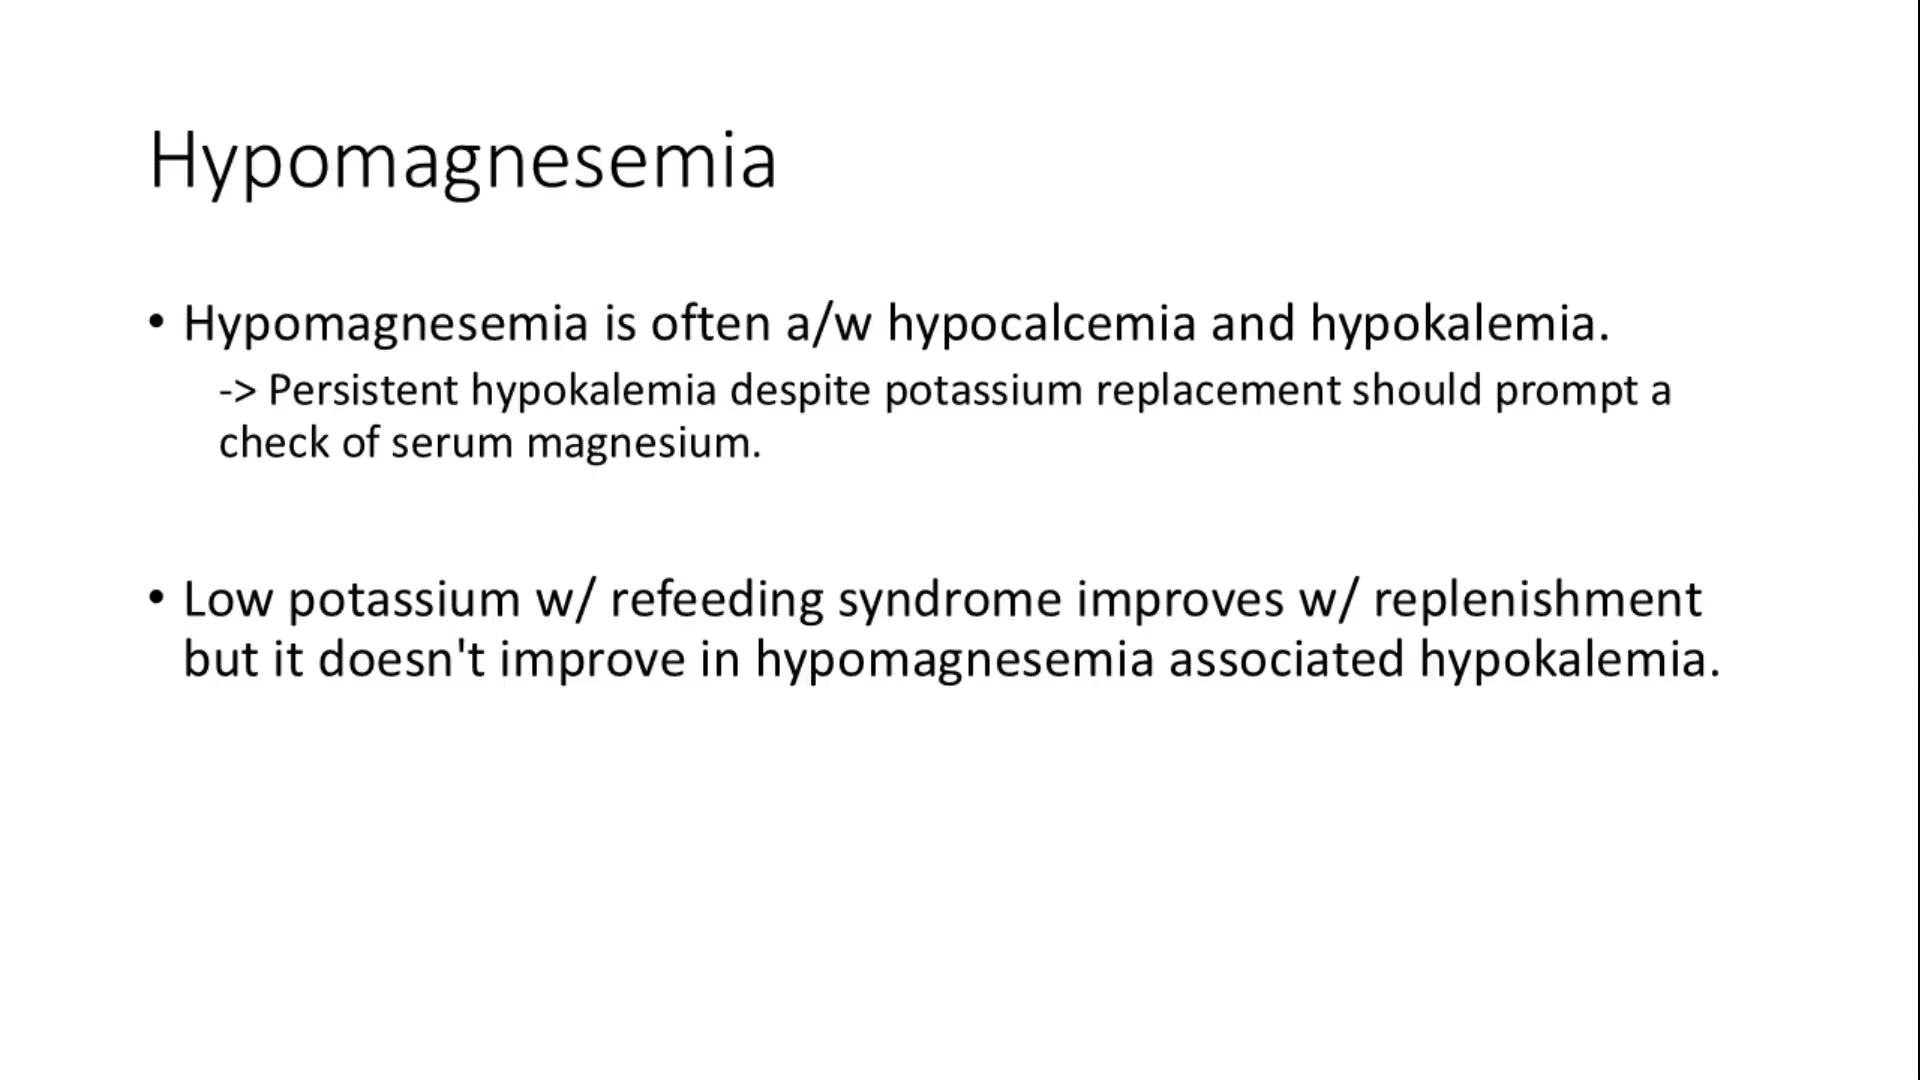 Hypomagnesemia
• Hypomagnesemia is often a/w hypocalcemia and hypokalemia.
-> Persistent hypokalemia despite potassium replacement should prompt a
check of serum magnesium.
• Low potassium w/ refeeding syndrome improves w/ replenishment
but it doesn't improve in hypomagnesemia associated hypokalemia.